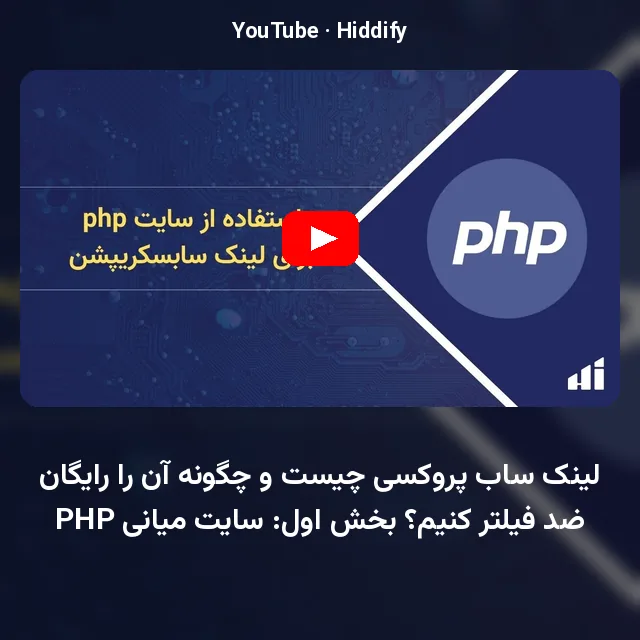 YouTube · Hiddify
استفاده از سایت php
لینک سابسکریپشن
php
لینک ساب پروکسی چیست و چگونه آن را رایگان
ضد فیلتر کنیم؟ بخش اول: سایت میانی PHP